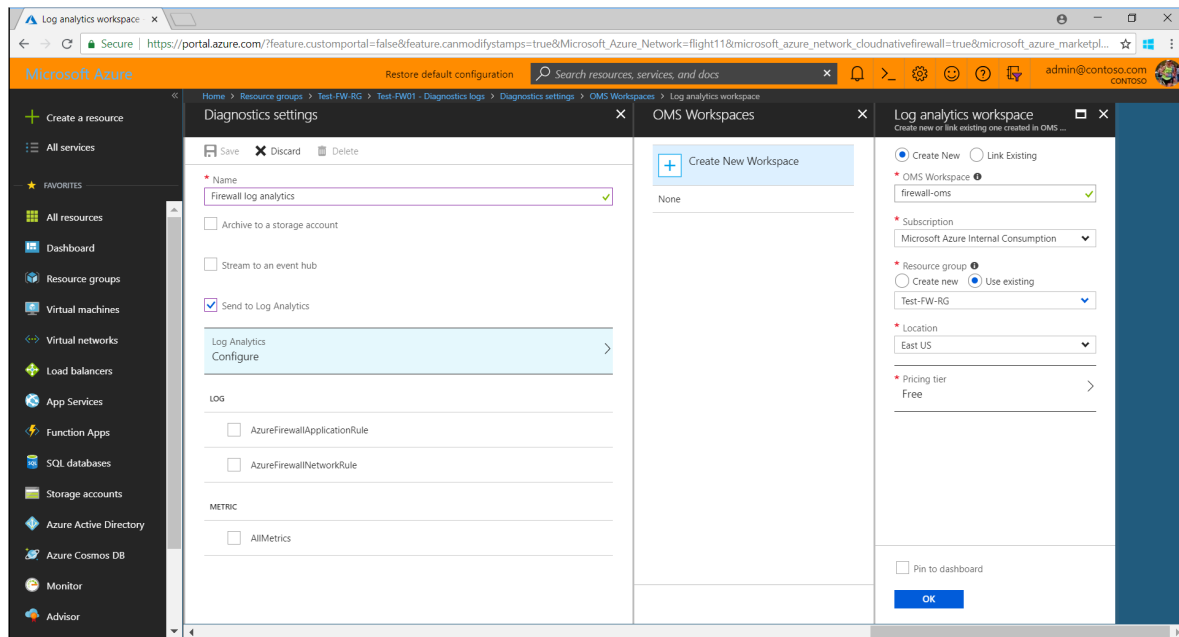 Log analytics workspace
Secure
https://portal.azure.com/?feature.customportal=false&feature.canmodifystamps=true&Microsoft_Azure_Network=flight11&microsoft_azure_network_cloudnativefirewall=true&microsoft_azure_marketpl...
Microsoft Azure
Restore default configuration
Search resources, services, and docs
admin@contoso.com
CONTOSO
Home > Resource groups > Test-FW-RG > Test-FW01 - Diagnostics logs > Diagnostics settings > OMS Workspaces > Log analytics workspace
Create a resource
All services
FAVORITES
All resources
Dashboard
Resource groups
Virtual machines
Virtual networks
Load balancers
App Services
Function Apps
SQL databases
Storage accounts
Azure Active Directory
Azure Cosmos DB
Monitor
Advisor
Diagnostics settings
Save Discard Delete
* Name
Firewall log analytics
Archive to a storage account
Stream to an event hub
Send to Log Analytics
Log Analytics
Configure
LOG
AzureFirewallApplicationRule
AzureFirewallNetworkRule
METRIC
AllMetrics
OMS Workspaces
Create New Workspace
None
Log analytics workspace
Create new or link existing one created in OMS ...
Create New Link Existing
* OMS Workspace
firewall-oms
* Subscription
Microsoft Azure Internal Consumption
* Resource group
Create new Use existing
Test-FW-RG
* Location
East US
* Pricing tier
Free
Pin to dashboard
OK